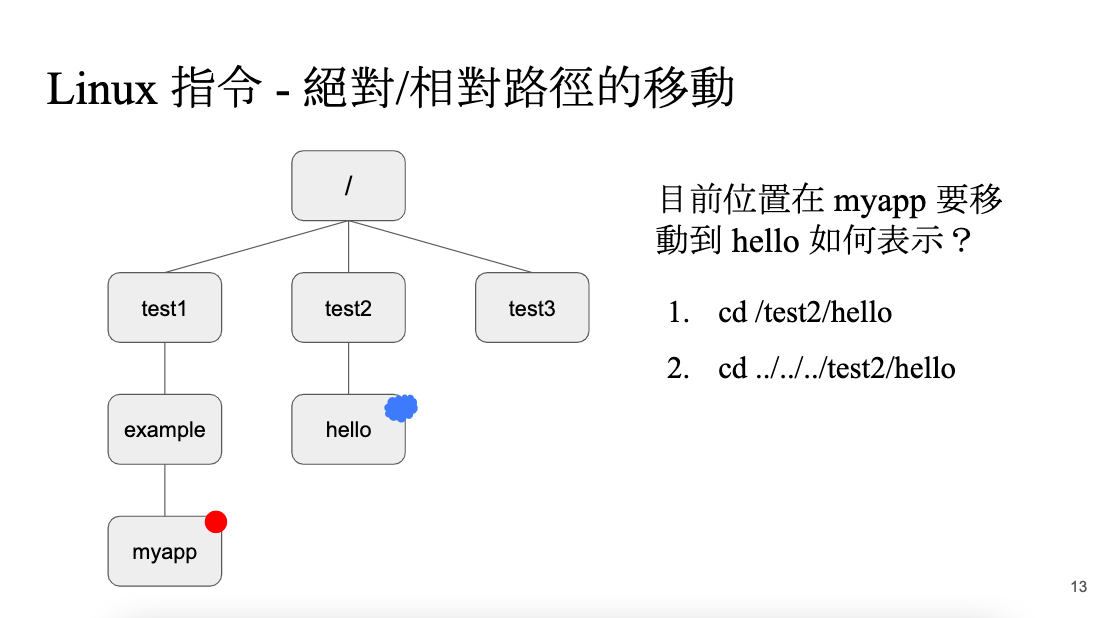 Linux 指令 - 絕對/相對路徑的移動
/
test1
test2
test3
example
hello
myapp
目前位置在 myapp 要移
動到 hello 如何表示？
1. cd /test2/hello
2. cd ../../../test2/hello
13